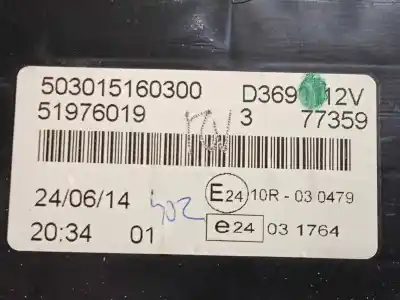 503015160300 D369 12V
51976019 3 77359
24/06/14 E24 10R - 03 0479
20:34 01 e24 03 1764